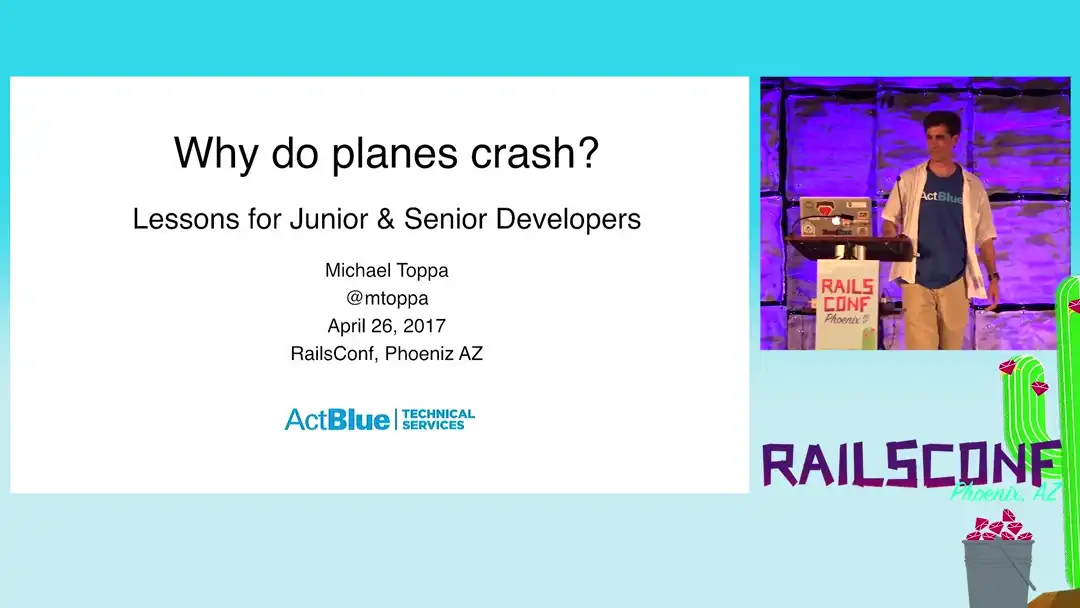 Why do planes crash?
Lessons for Junior & Senior Developers
Michael Toppa
@mtoppa
April 26, 2017
RailsConf, Phoeniz AZ
ActBlue | TECHNICAL
SERVICES
ActBlue
RAILS
CONF
Phoenix
RAILSCONF
Phoenix, AZ